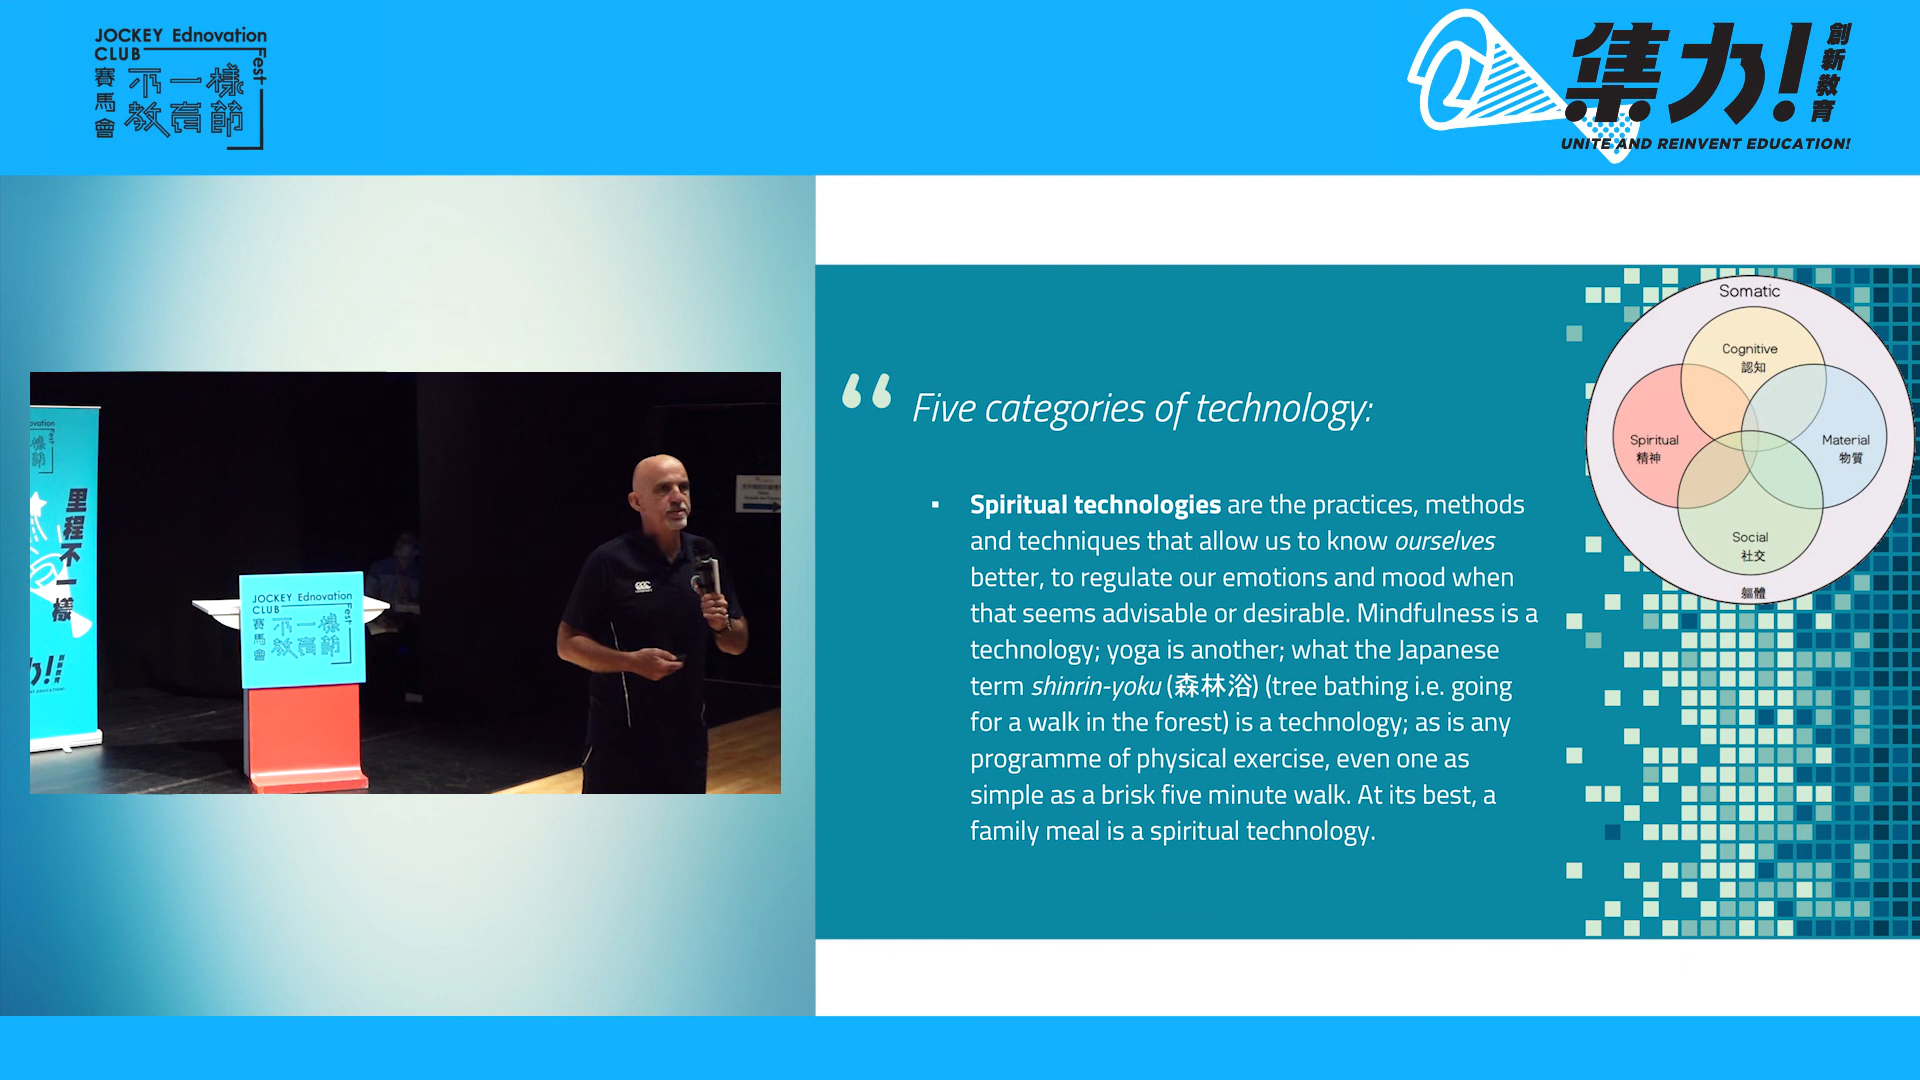 JOCKEY Ednovation
CLUB
Fest
賽馬會
不一樣
教育節
集力!
創新教育
UNITE AND REINVENT EDUCATION!
里程不一樣
JOCKEY Ednovation
CLUB
Fest
賽馬會
不一樣
教育節
“ Five categories of technology:
▪ Spiritual technologies are the practices, methods
and techniques that allow us to know ourselves
better, to regulate our emotions and mood when
that seems advisable or desirable. Mindfulness is a
technology; yoga is another; what the Japanese
term shinrin-yoku (森林浴) (tree bathing i.e. going
for a walk in the forest) is a technology; as is any
programme of physical exercise, even one as
simple as a brisk five minute walk. At its best, a
family meal is a spiritual technology.
Somatic
Cognitive
認知
Spiritual
精神
Material
物質
Social
社交
軀體